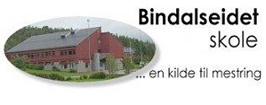 Bindalseidet
skole
... en kilde til mestring